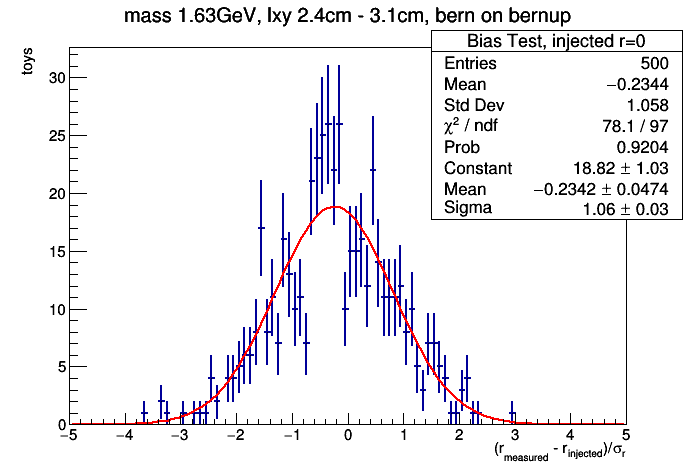 mass 1.63GeV, lxy 2.4cm - 3.1cm, bern on bernup
toys
Bias Test, injected r=0
Entries 500
Mean −0.2344
Std Dev 1.058
χ² / ndf 78.1 / 97
Prob 0.9204
Constant 18.82 ± 1.03
Mean −0.2342 ± 0.0474
Sigma 1.06 ± 0.03
30
25
20
15
10
5
0
−5 −4 −3 −2 −1 0 1 2 3 4 5
(r_measured - r_injected)/σ_r